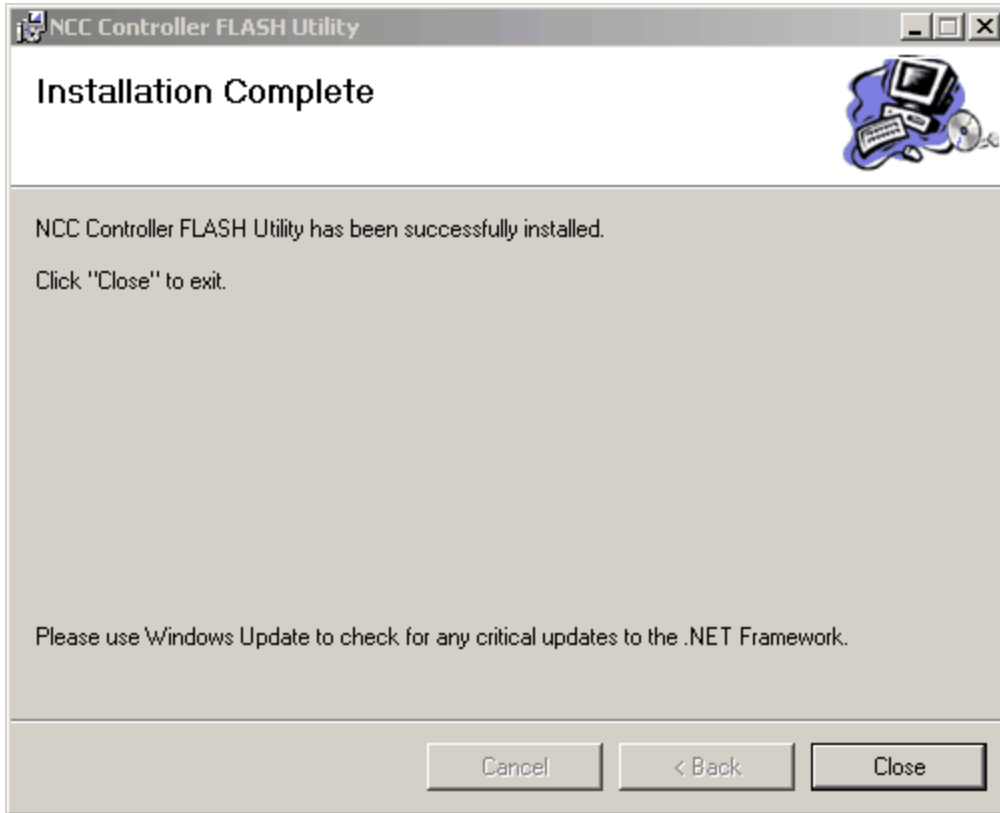 NCC Controller FLASH Utility
Installation Complete
NCC Controller FLASH Utility has been successfully installed.
Click "Close" to exit.
Please use Windows Update to check for any critical updates to the .NET Framework.
Cancel
< Back
Close